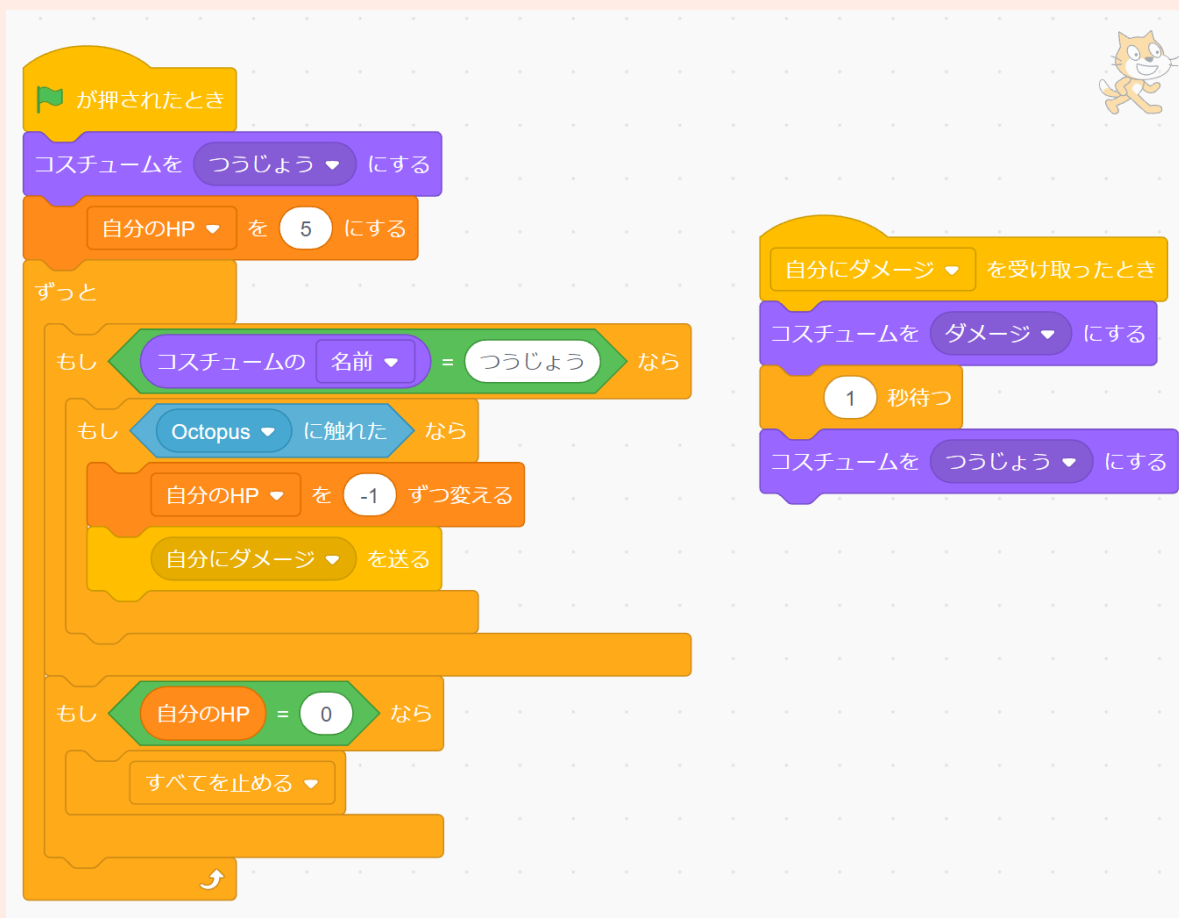 が押されたとき
コスチュームを つうじょう にする
自分のHP を 5 にする
ずっと
もし コスチュームの 名前 = つうじょう なら
もし Octopus に触れた なら
自分のHP を -1 ずつ変える
自分にダメージ を送る
もし 自分のHP = 0 なら
すべてを止める
自分にダメージ を受け取ったとき
コスチュームを ダメージ にする
1 秒待つ
コスチュームを つうじょう にする